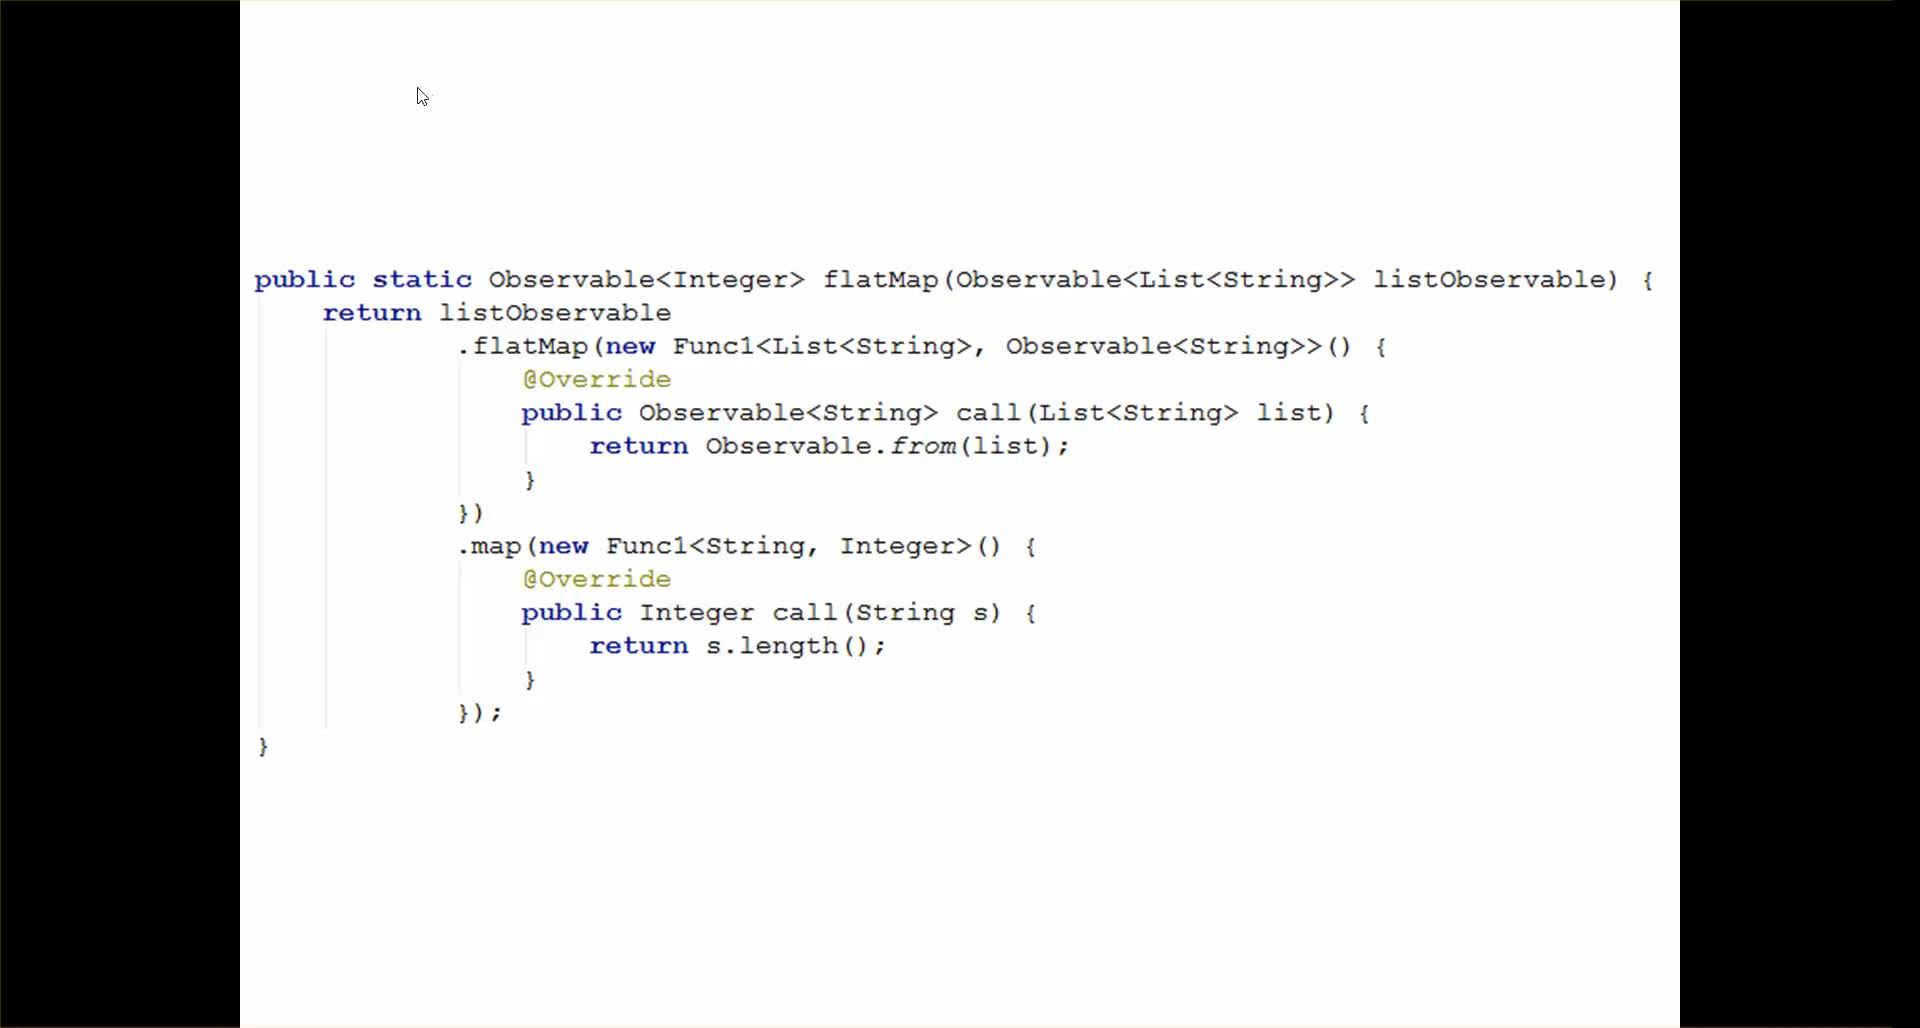 public static Observable<Integer> flatMap(Observable<List<String>> listObservable) {
return listObservable
.flatMap(new Func1<List<String>, Observable<String>>() {
@Override
public Observable<String> call(List<String> list) {
return Observable.from(list);
}
})
.map(new Func1<String, Integer>() {
@Override
public Integer call(String s) {
return s.length();
}
});
}